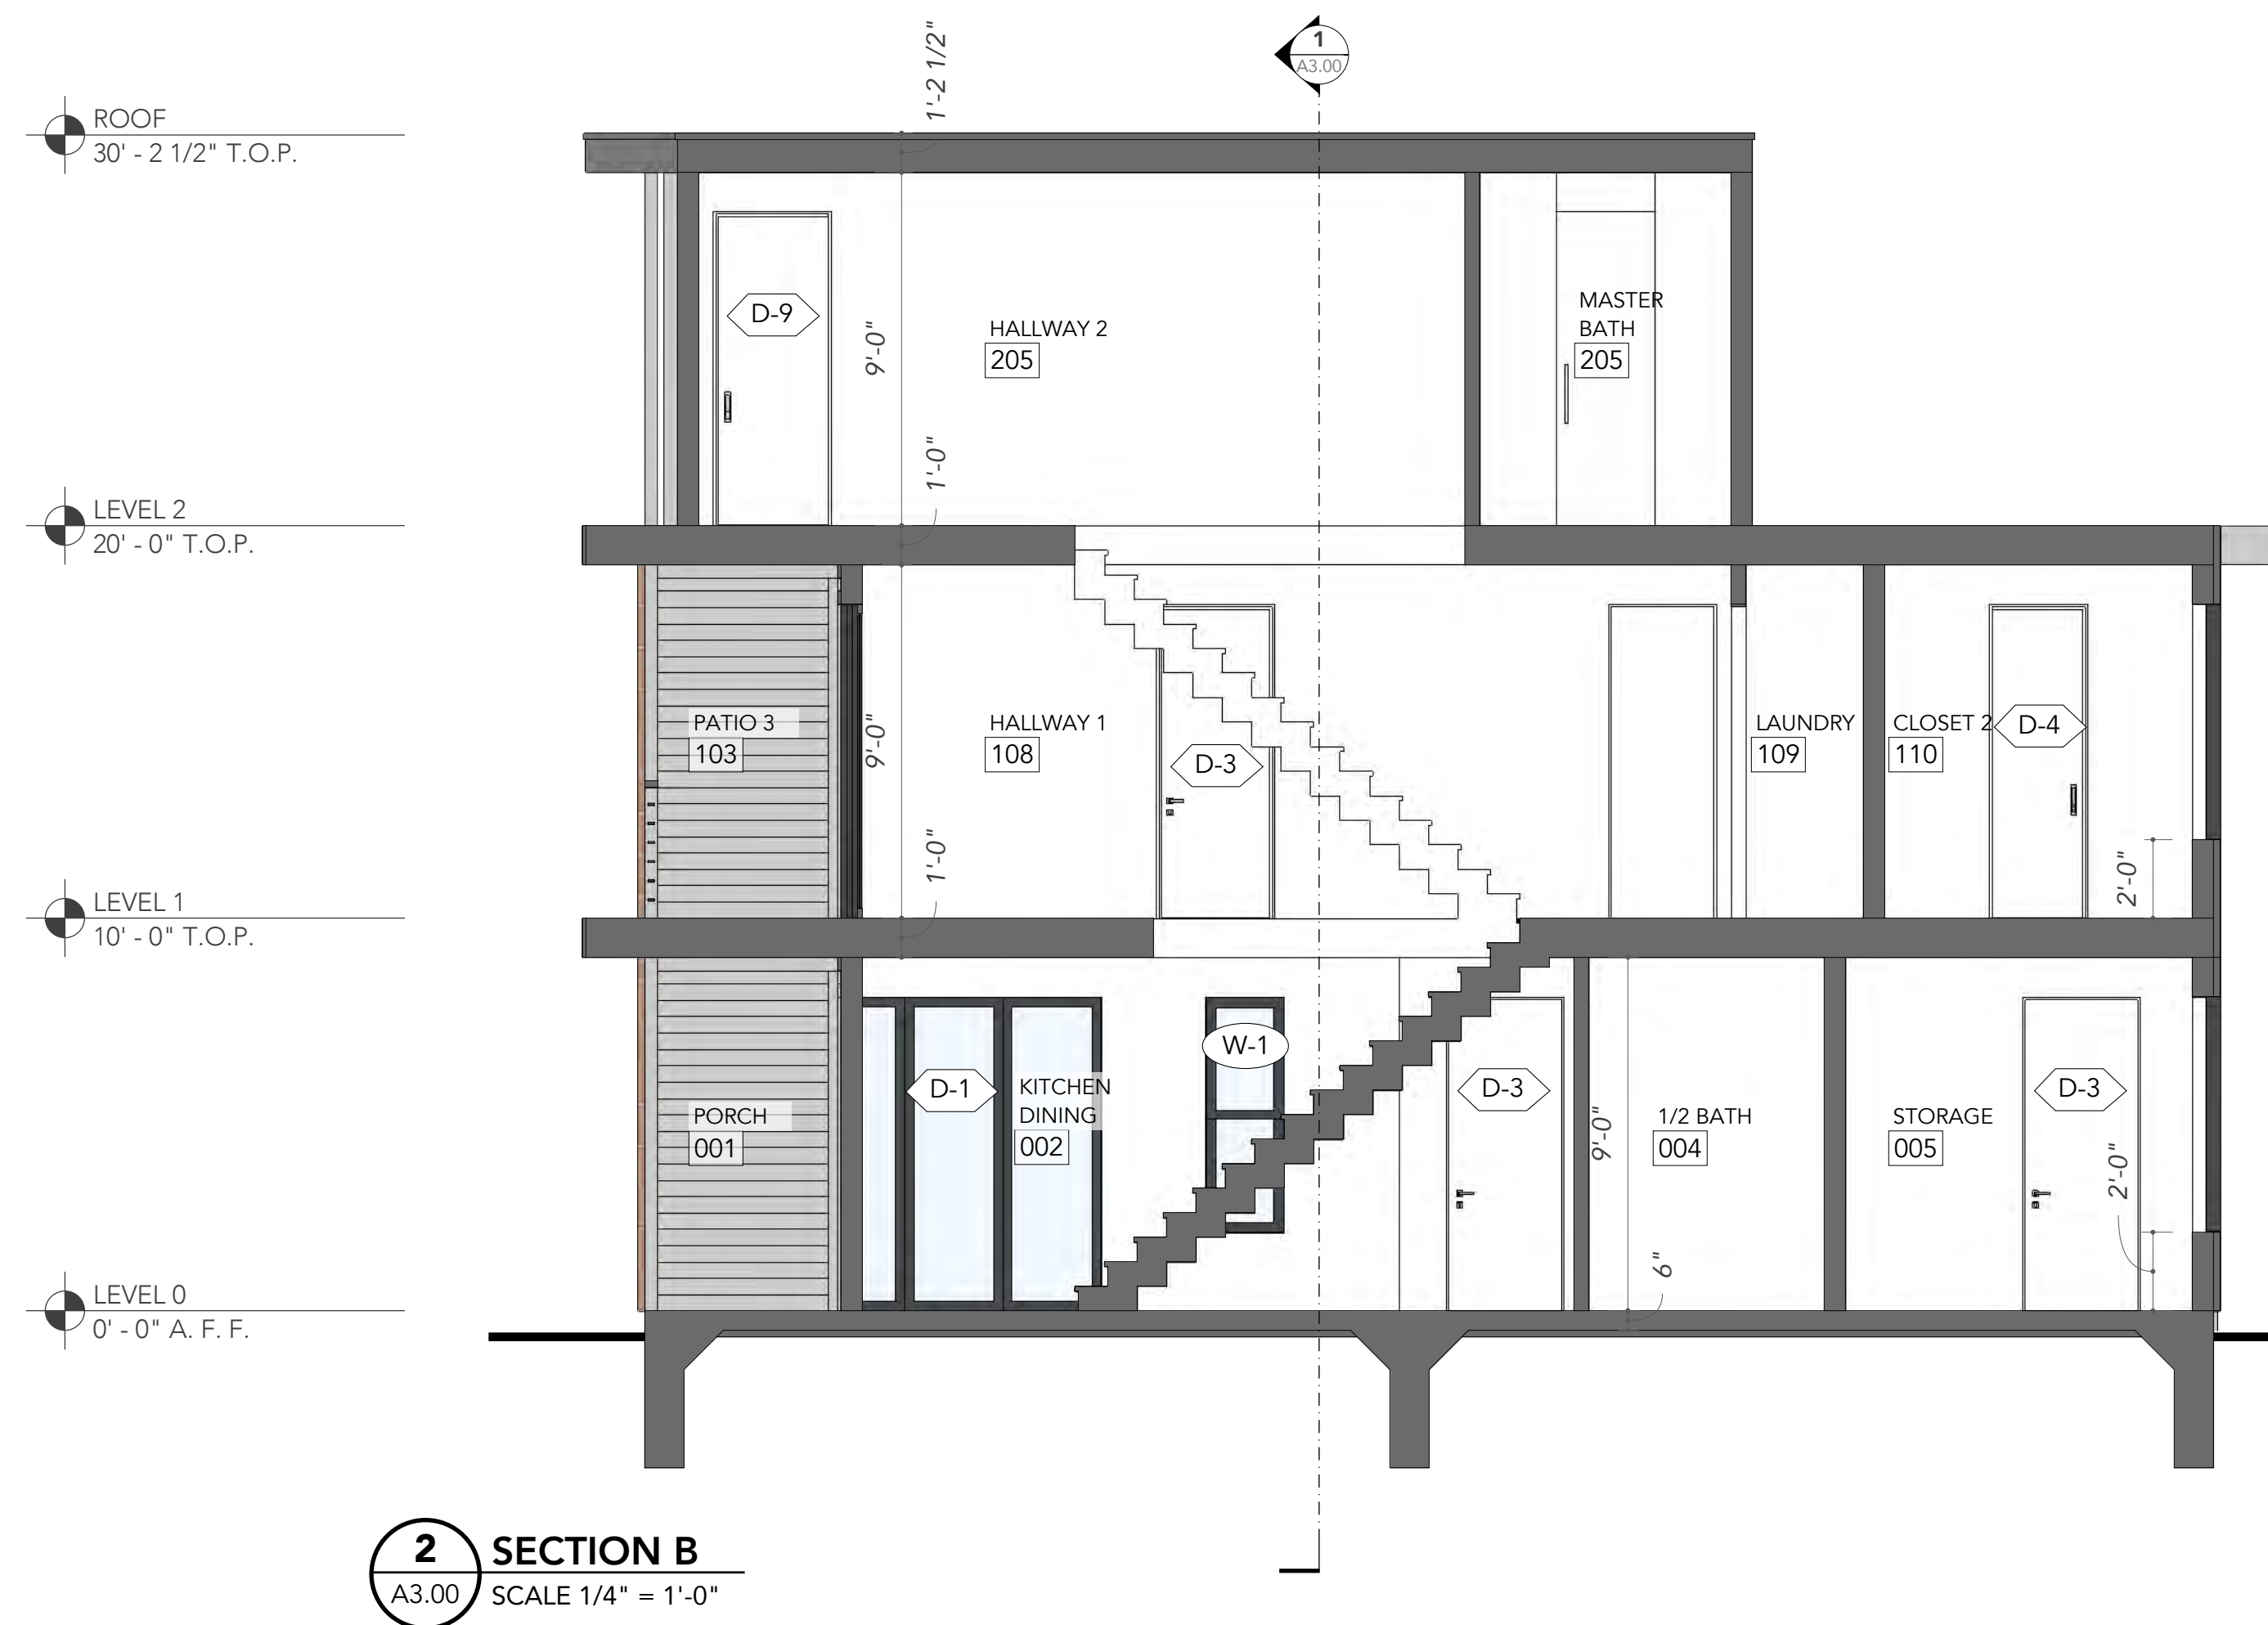 1
A3.00
1'-2 1/2"
ROOF
30' - 2 1/2" T.O.P.
D-9
9'-0"
HALLWAY 2
205
MASTER
BATH
205
1'-0"
LEVEL 2
20' - 0" T.O.P.
PATIO 3
103
9'-0"
HALLWAY 1
108
D-3
LAUNDRY
109
CLOSET 2
110
D-4
1'-0"
2'-0"
LEVEL 1
10' - 0" T.O.P.
W-1
D-1
KITCHEN
DINING
002
D-3
D-3
PORCH
001
9'-0"
1/2 BATH
004
STORAGE
005
2'-0"
6"
LEVEL 0
0' - 0" A. F. F.
2
A3.00
SECTION B
SCALE 1/4" = 1'-0"